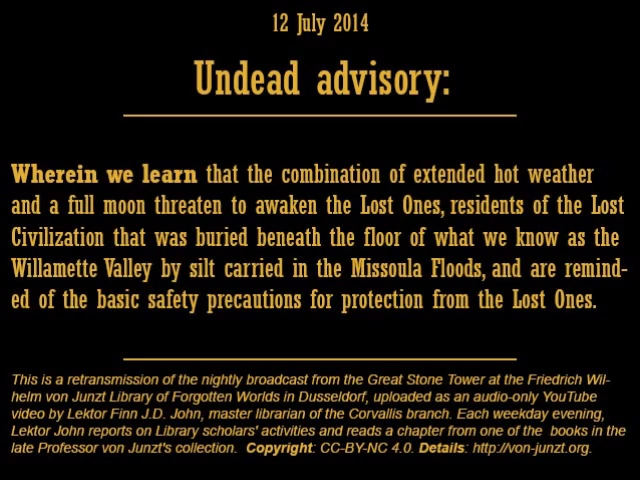 12 July 2014
Undead advisory:
Wherein we learn that the combination of extended hot weather
and a full moon threaten to awaken the Lost Ones, residents of the Lost
Civilization that was buried beneath the floor of what we know as the
Willamette Valley by silt carried in the Missoula Floods, and are remind-
ed of the basic safety precautions for protection from the Lost Ones.
This is a retransmission of the nightly broadcast from the Great Stone Tower at the Friedrich Wil-
helm von Junzt Library of Forgotten Worlds in Dusseldorf, uploaded as an audio-only YouTube
video by Lektor Finn J.D. John, master librarian of the Corvallis branch. Each weekday evening,
Lektor John reports on Library scholars' activities and reads a chapter from one of the books in the
late Professor von Junzt's collection. Copyright: CC-BY-NC 4.0. Details: http://von-junzt.org.